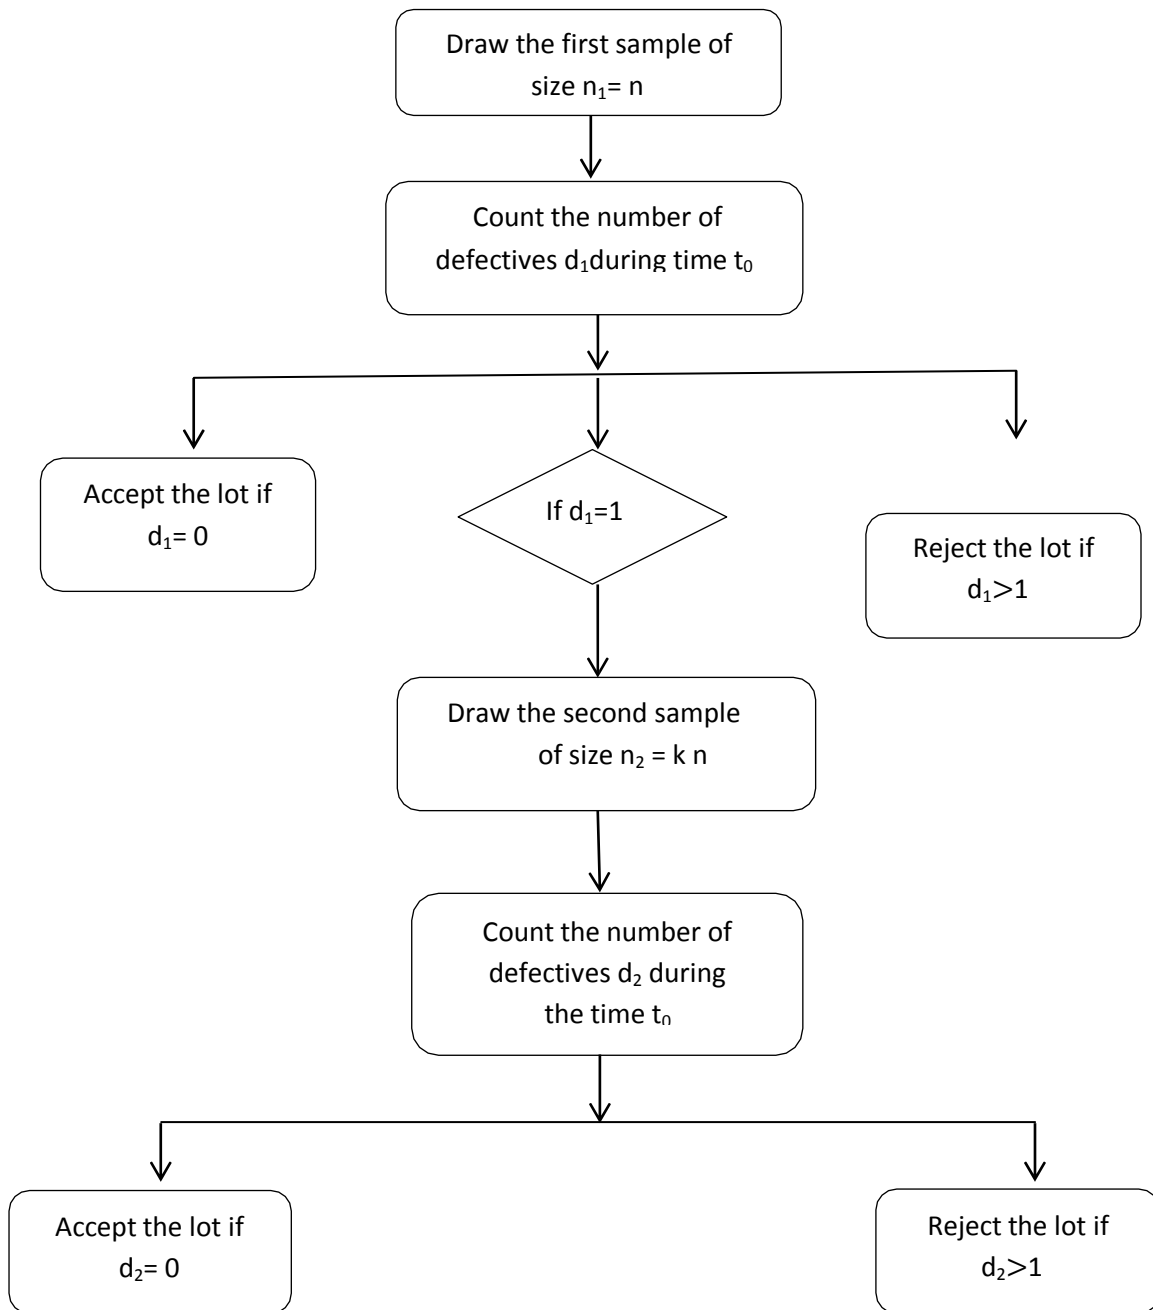 Draw the first sample of
size n₁= n
Count the number of
defectives d₁during time t₀
Accept the lot if
d₁= 0
If d₁=1
Reject the lot if
d₁>1
Draw the second sample
of size n₂ = k n
Count the number of
defectives d₂ during
the time t₀
Accept the lot if
d₂= 0
Reject the lot if
d₂>1